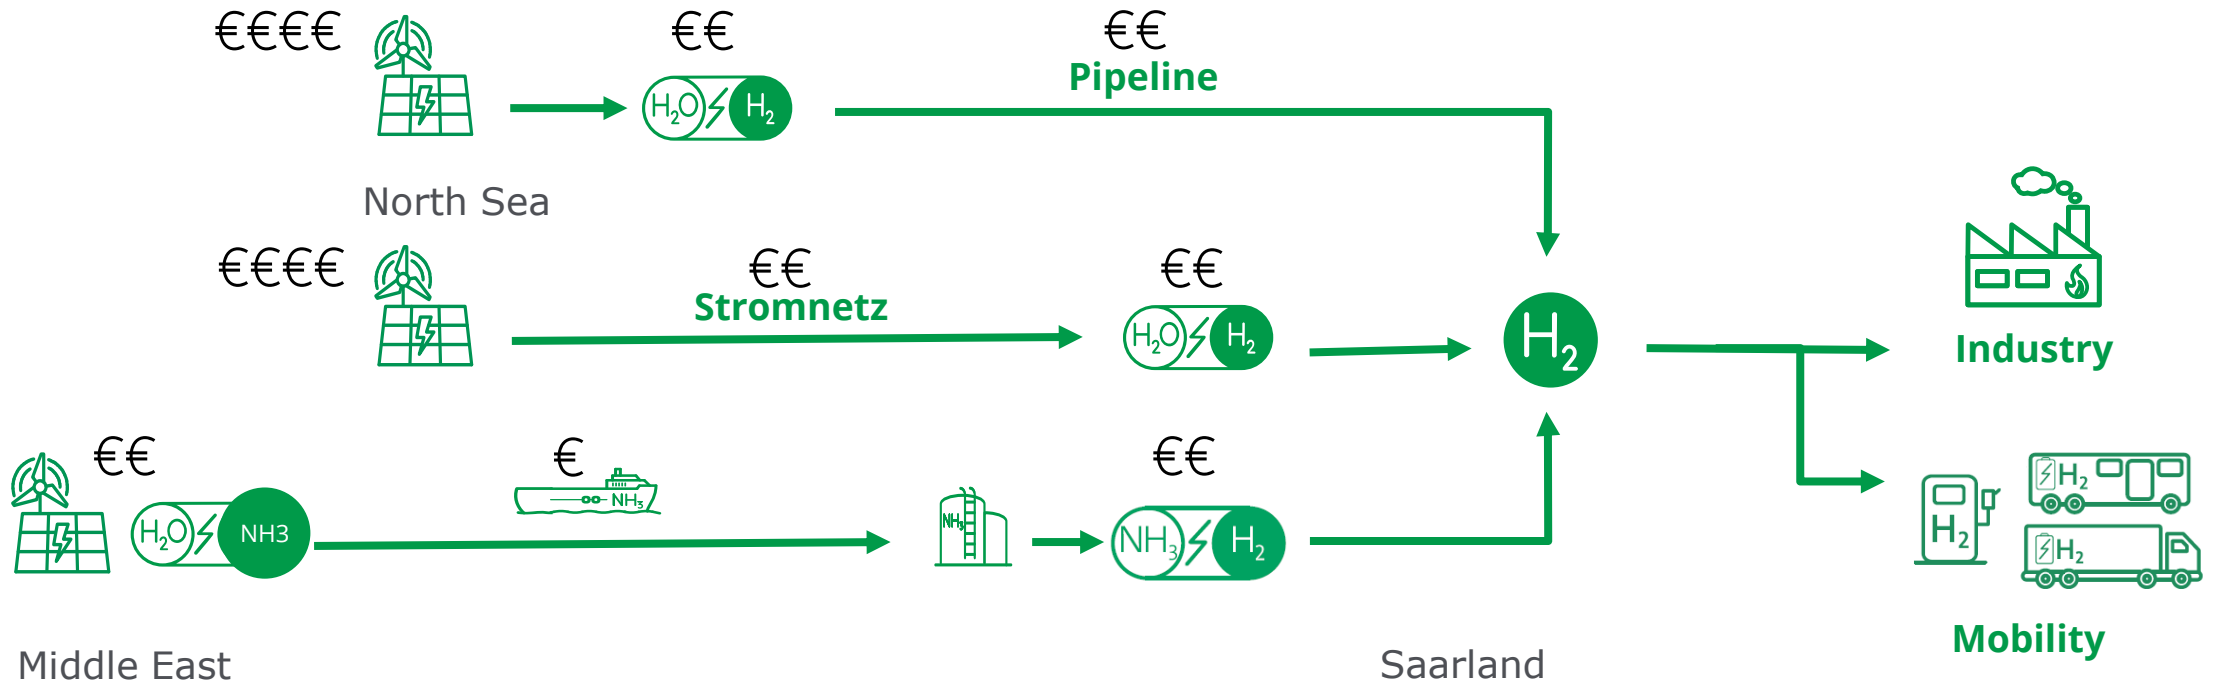 €€€€
€€
€€
Pipeline
H₂O
H₂
North Sea
€€€€
€€
€€
Stromnetz
H₂O
H₂
H₂
Industry
€€
€
€€
H₂O
NH3
NH₃
NH₃
NH₃
H₂
H₂
H₂
H₂
Mobility
Middle East
Saarland